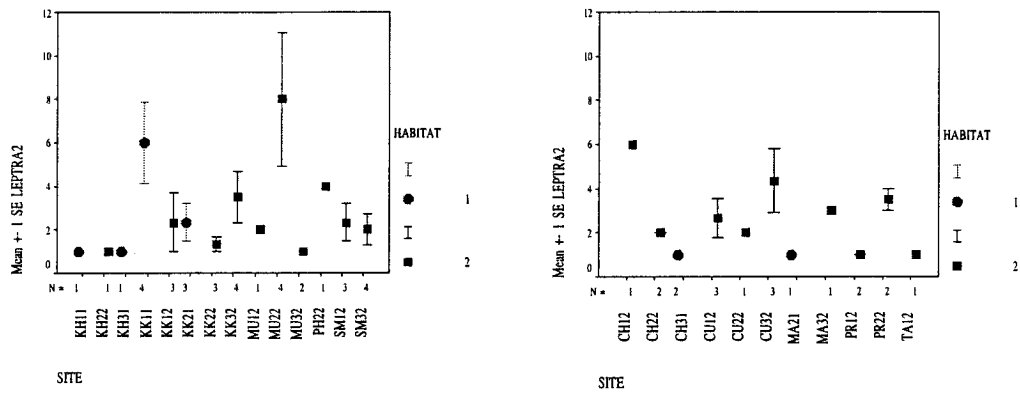 12
10
8
6
4
2
0
Mean +- 1 SE LEPTRA2
N = 1 1 1 4 3 3 3 4 1 4 2 1 3 4
KH11 KH22 KH31 KK11 KK12 KK21 KK22 KK32 MU12 MU22 MU32 PH22 SM12 SM32
SITE
HABITAT
1
2
12
10
8
6
4
2
0
Mean +- 1 SE LEPTRA2
N = 1 2 2 3 1 3 1 1 2 2 1
CH12 CH22 CH31 CU12 CU22 CU32 MA21 MA32 PR12 PR22 TA12
SITE
HABITAT
1
2